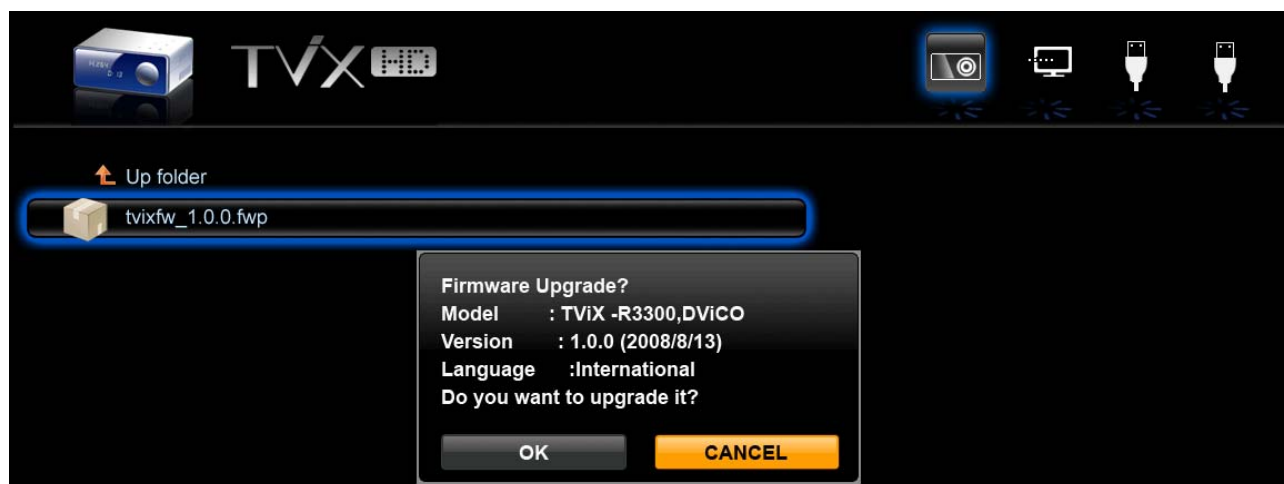 TViX HD
Up folder
tvixfw_1.0.0.fwp
Firmware Upgrade?
Model : TViX -R3300,DViCO
Version : 1.0.0 (2008/8/13)
Language :International
Do you want to upgrade it?
OK CANCEL